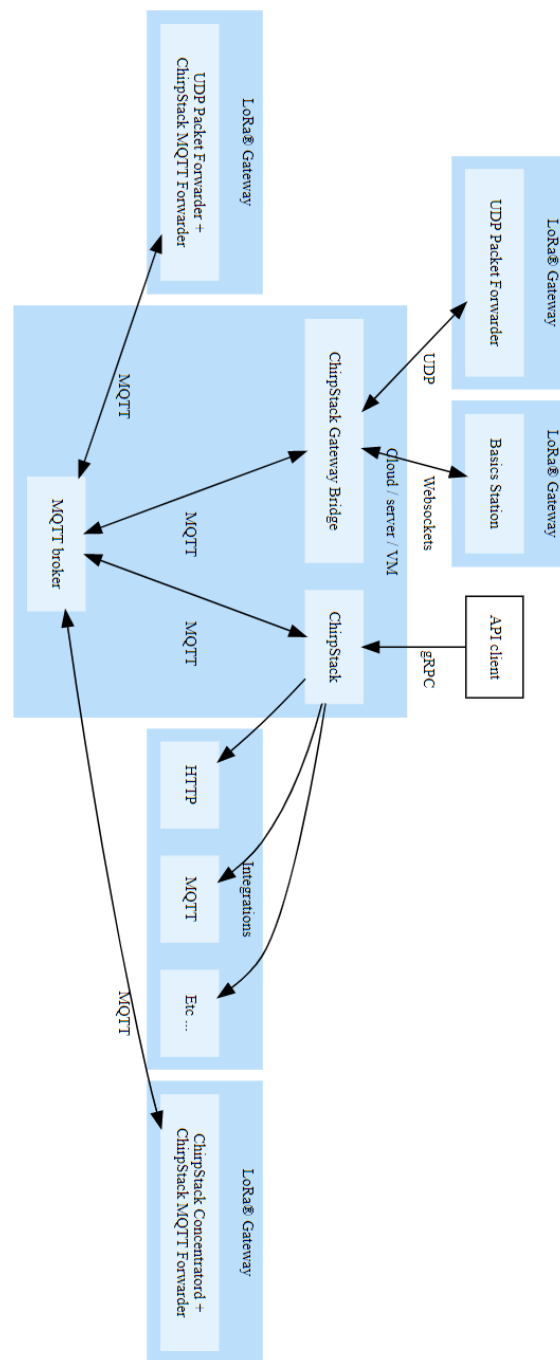 LoRa® Gateway
UDP Packet Forwarder
LoRa® Gateway
Basics Station
API client
UDP
Websockets
gRPC
Cloud / server / VM
ChirpStack Gateway Bridge
ChirpStack
LoRa® Gateway
UDP Packet Forwarder +
ChirpStack MQTT Forwarder
Integrations
HTTP
MQTT
Etc ...
LoRa® Gateway
ChirpStack Concentratord +
ChirpStack MQTT Forwarder
MQTT
MQTT
MQTT
MQTT
MQTT broker